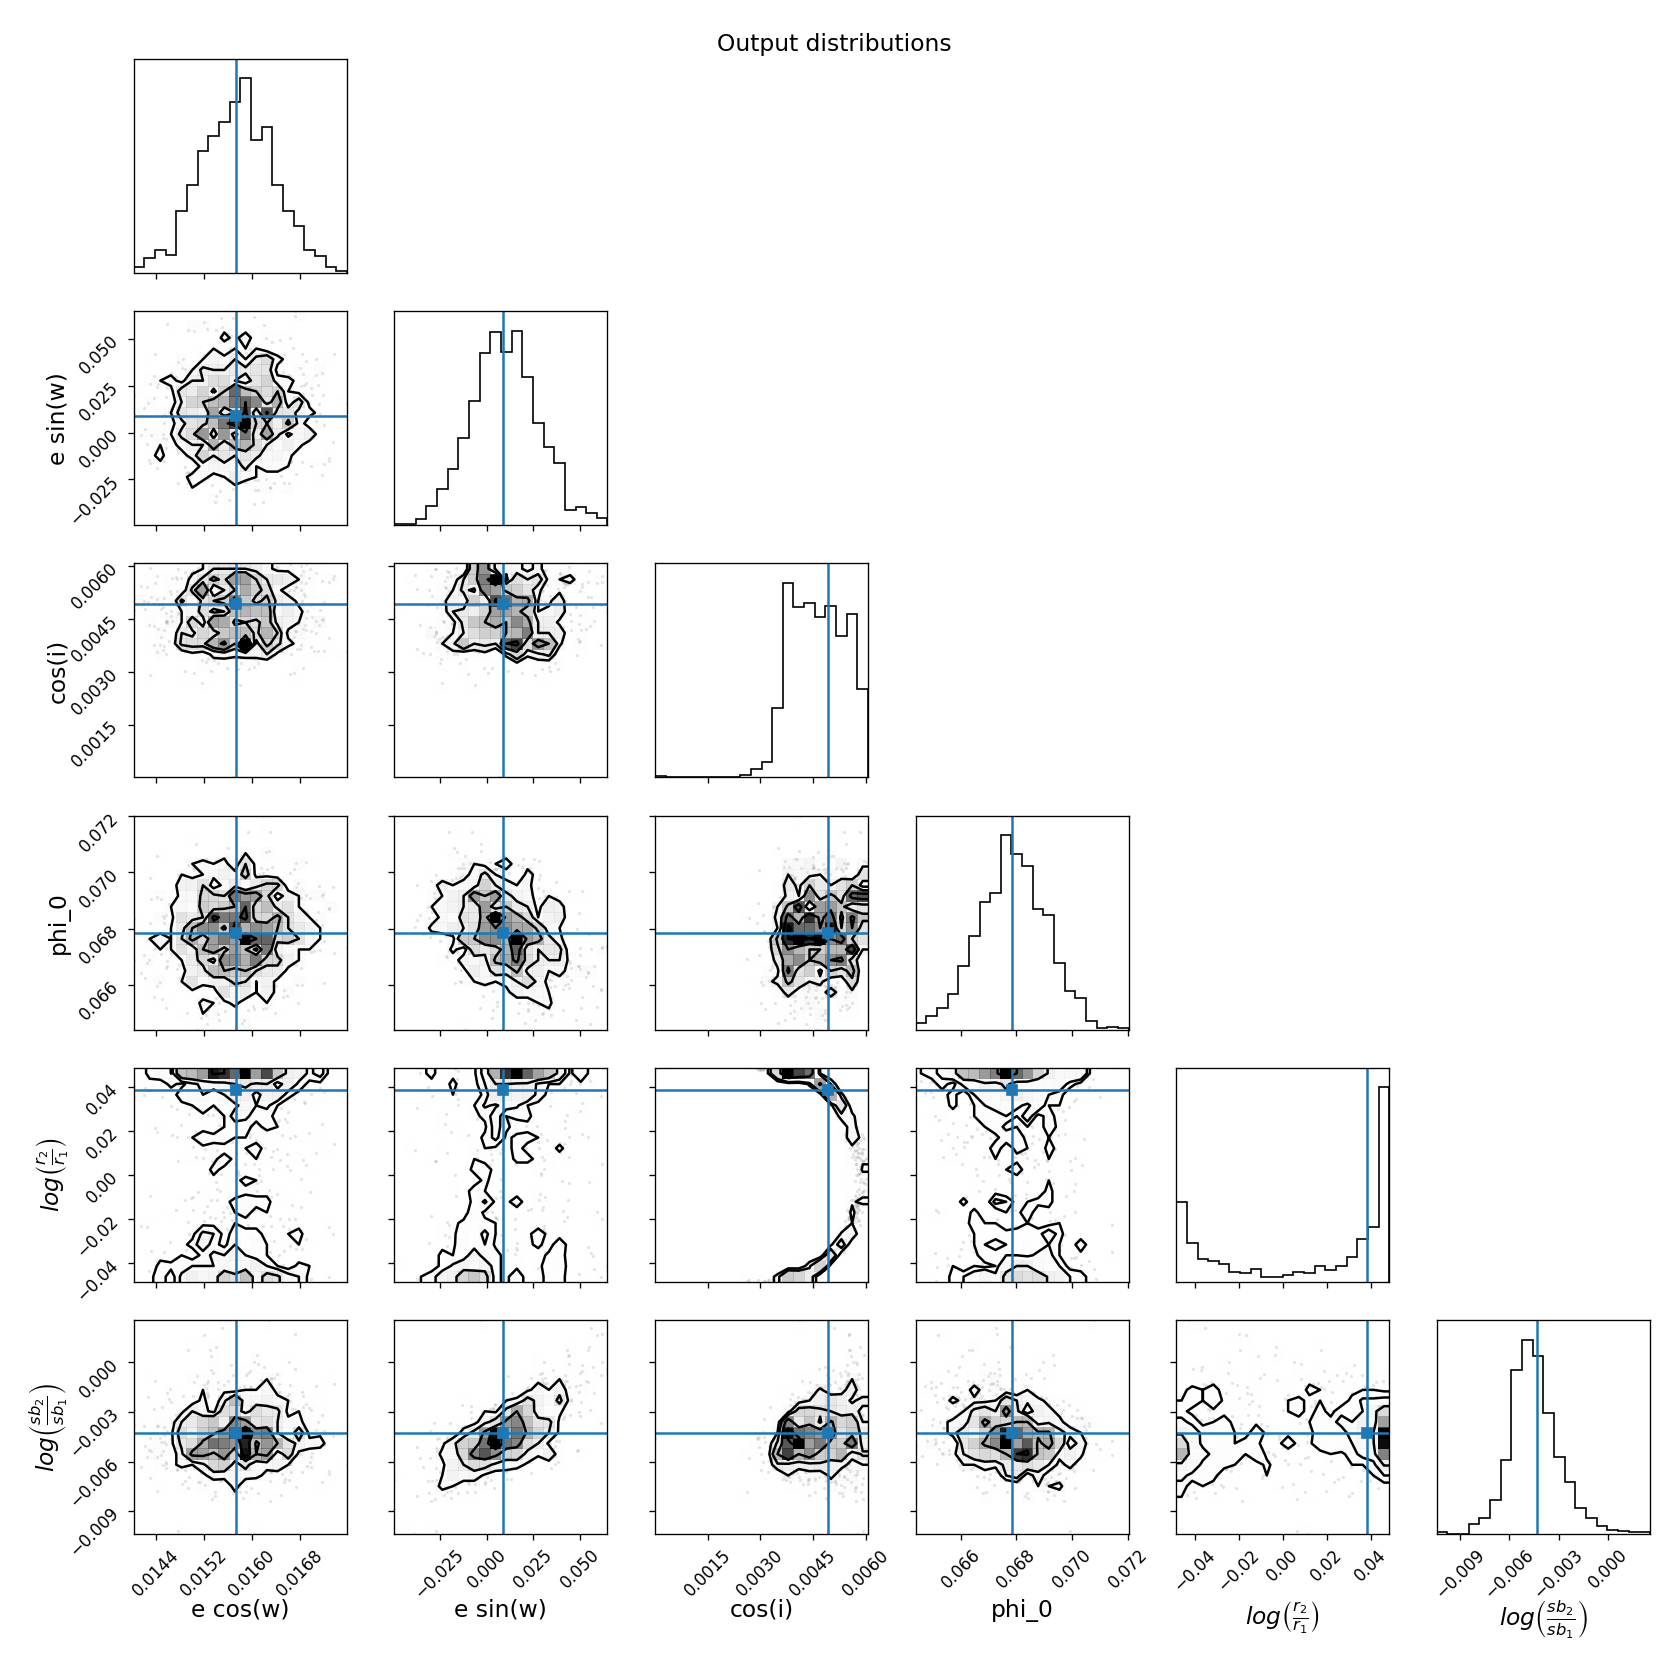 Output distributions
e sin(w)
0.050
0.025
0.000
−0.025
cos(i)
0.0060
0.0045
0.0030
0.0015
phi_0
0.072
0.070
0.068
0.066
log(r₂/r₁)
0.04
0.02
0.00
−0.02
−0.04
log(sb₂/sb₁)
0.000
−0.003
−0.006
−0.009
0.0144 0.0152 0.0160 0.0168
e cos(w)
−0.025 0.000 0.025 0.050
e sin(w)
0.0015 0.0030 0.0045 0.0060
cos(i)
0.066 0.068 0.070 0.072
phi_0
−0.04 −0.02 0.00 0.02 0.04
log(r₂/r₁)
−0.009 −0.006 −0.003 0.000
log(sb₂/sb₁)